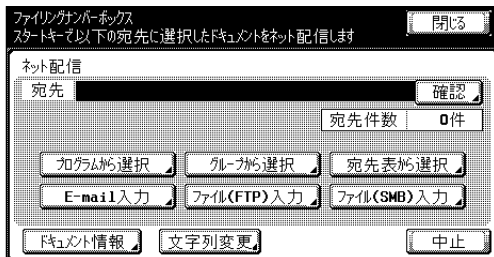 ファイリングナンバーボックス
スタートキーで以下の宛先に選択したドキュメントをネット配信します
閉じる
ネット配信
宛先
確認
宛先件数 0件
プログラムから選択 グループから選択 宛先表から選択
E-mail入力 ファイル(FTP)入力 ファイル(SMB)入力
ドキュメント情報 文字列変更 中止